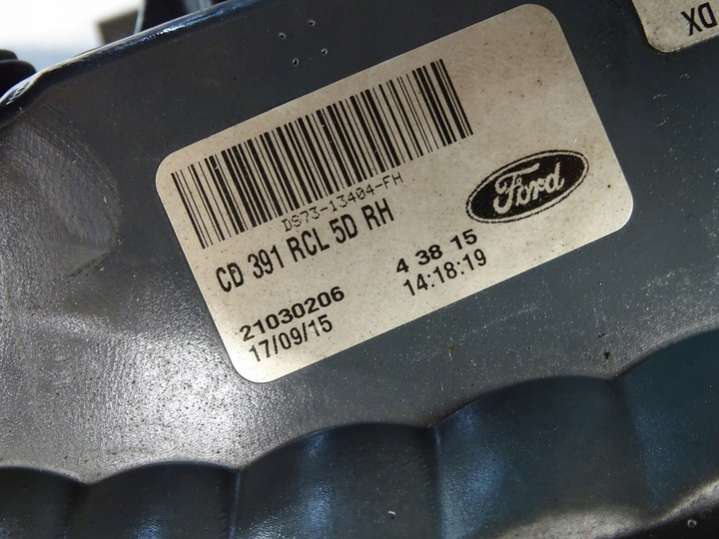 DX
DS73-13404-FH
CD 391 RCL 5D RH
Ford
21030206 4 38 15
17/09/15 14:18:19